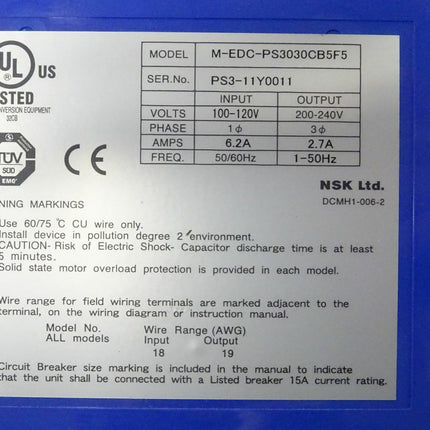 UL US
MODEL M-EDC-PS3030CB5F5
SER.No. PS3-11Y0011
INPUT OUTPUT
VOLTS 100-120V 200-240V
PHASE 1φ 3φ
AMPS 6.2A 2.7A
FREQ. 50/60Hz 1-50Hz
STED
ONVERSION EQUIPMENT
32CB
TÜV
SÜD
CE
NSK Ltd.
DCMH1-006-2
NING MARKINGS
Use 60/75 ℃ CU wire only.
Install device in pollution degree 2 environment.
CAUTION- Risk of Electric Shock- Capacitor discharge time is at least
5 minutes.
Solid state motor overload protection is provided in each model.
Wire range for field wiring terminals are marked adjacent to the
terminal, on the wiring diagram or instruction manual.
Model No. Wire Range (AWG)
ALL models Input Output
18 19
Circuit Breaker size marking is included in the manual to indicate
that the unit shall be connected with a Listed breaker 15A current rating.